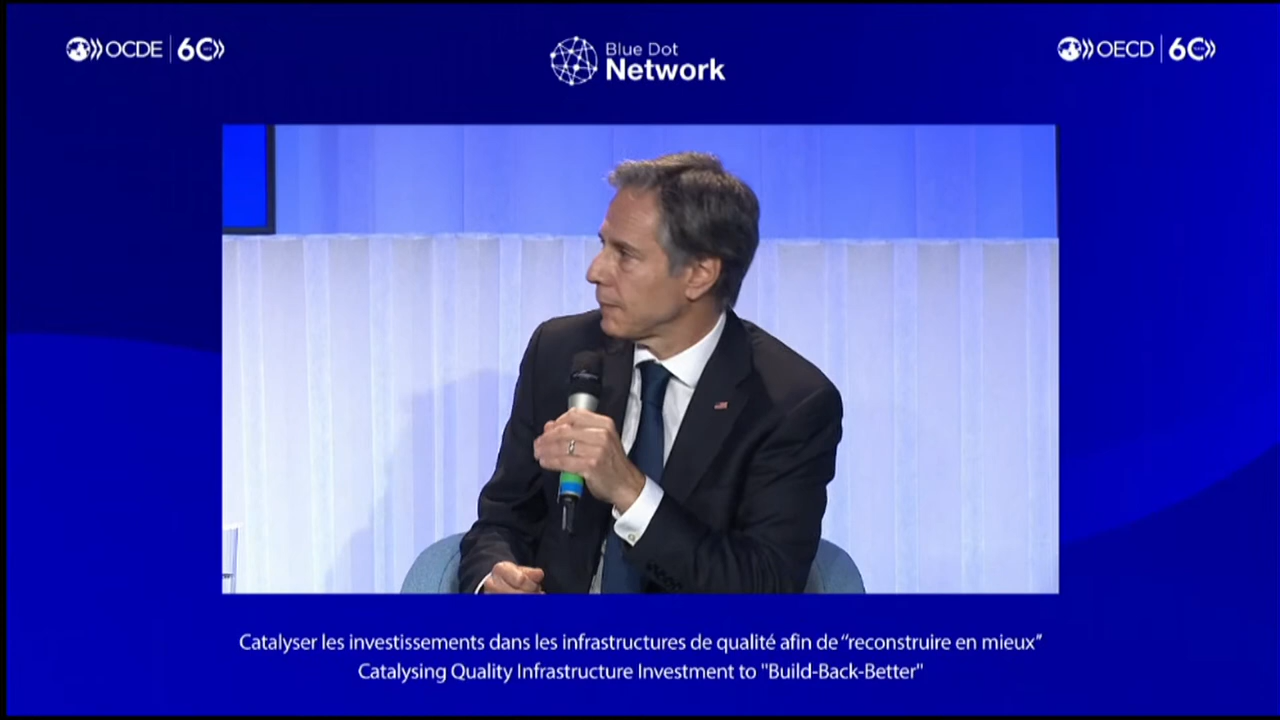 OCDE 60
Blue Dot
Network
OECD 60
Catalyser les investissements dans les infrastructures de qualité afin de “reconstruire en mieux”
Catalysing Quality Infrastructure Investment to "Build-Back-Better"